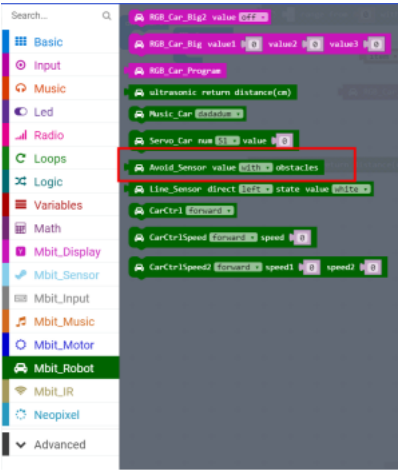 Search...
Basic
Input
Music
Led
Radio
Loops
Logic
Variables
Math
Mbit_Display
Mbit_Sensor
Mbit_Input
Mbit_Music
Mbit_Motor
Mbit_Robot
Mbit_IR
Neopixel
Advanced
RGB_Car_Big2 value off
RGB_Car_Big value1 0 value2 0 value3 0
RGB_Car_Program
ultrasonic return distance(cm)
Music_Car dadadum
Servo_Car num S1 value 0
Avoid_Sensor value with obstacles
Line_Sensor direct left state value white
CarCtrl forward
CarCtrlSpeed forward speed 0
CarCtrlSpeed2 forward speed1 0 speed2 0